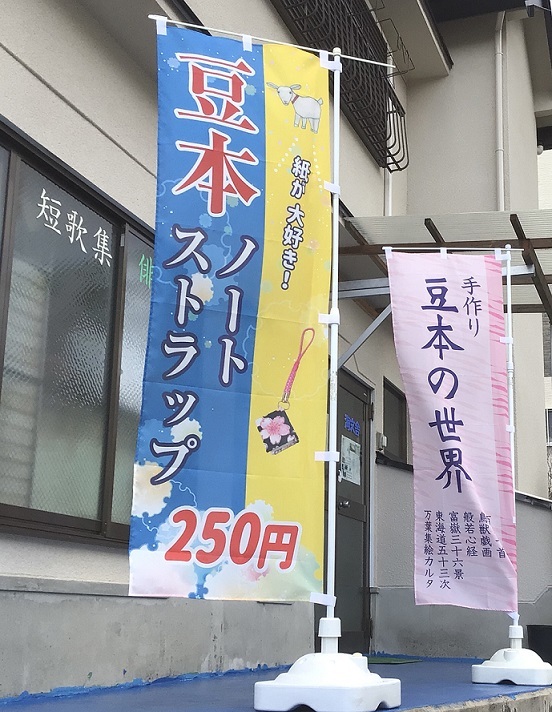 豆本
ノート
ストラップ
250円
紙が大好き!
短歌集
俳
手作り
豆本の世界
鳥獣戯画
般若心経
富嶽三十六景
東海道五十三次
万葉集絵カルタ